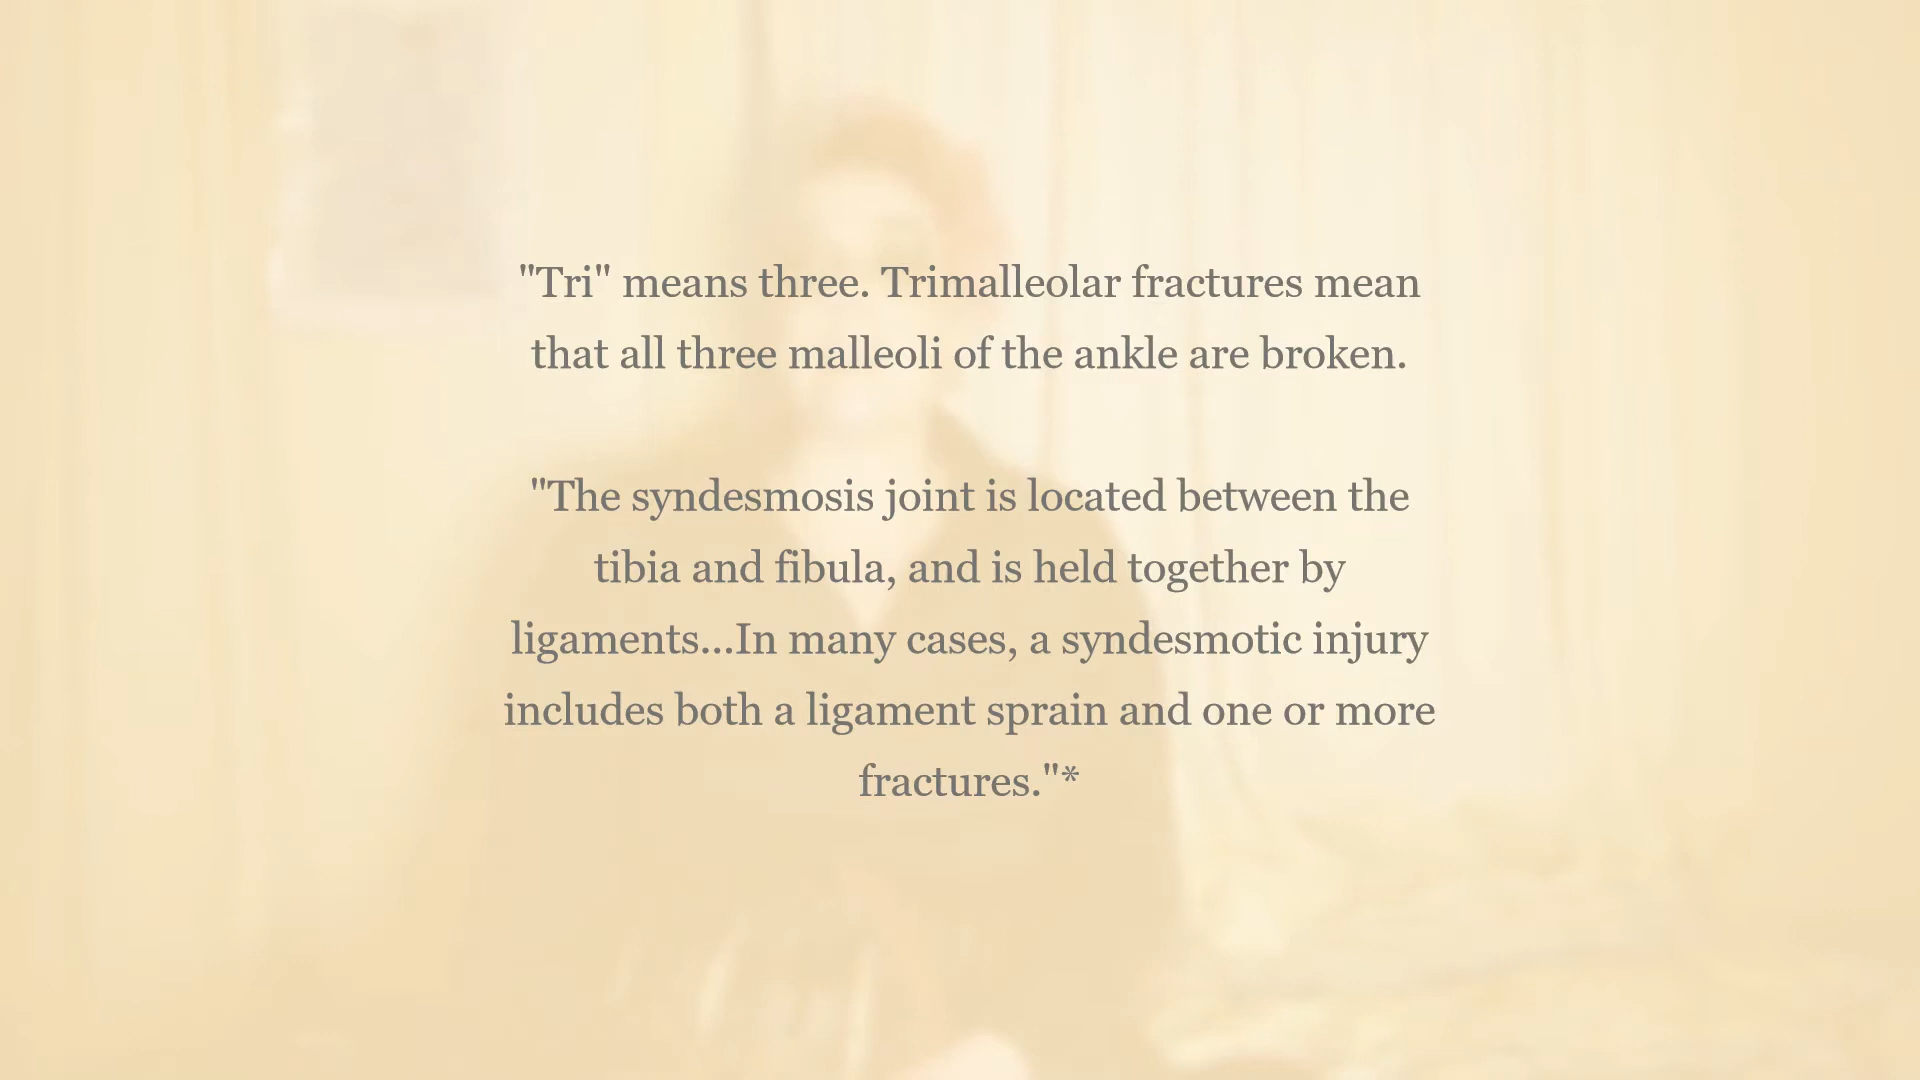 "Tri" means three. Trimalleolar fractures mean
that all three malleoli of the ankle are broken.
"The syndesmosis joint is located between the
tibia and fibula, and is held together by
ligaments...In many cases, a syndesmotic injury
includes both a ligament sprain and one or more
fractures."*